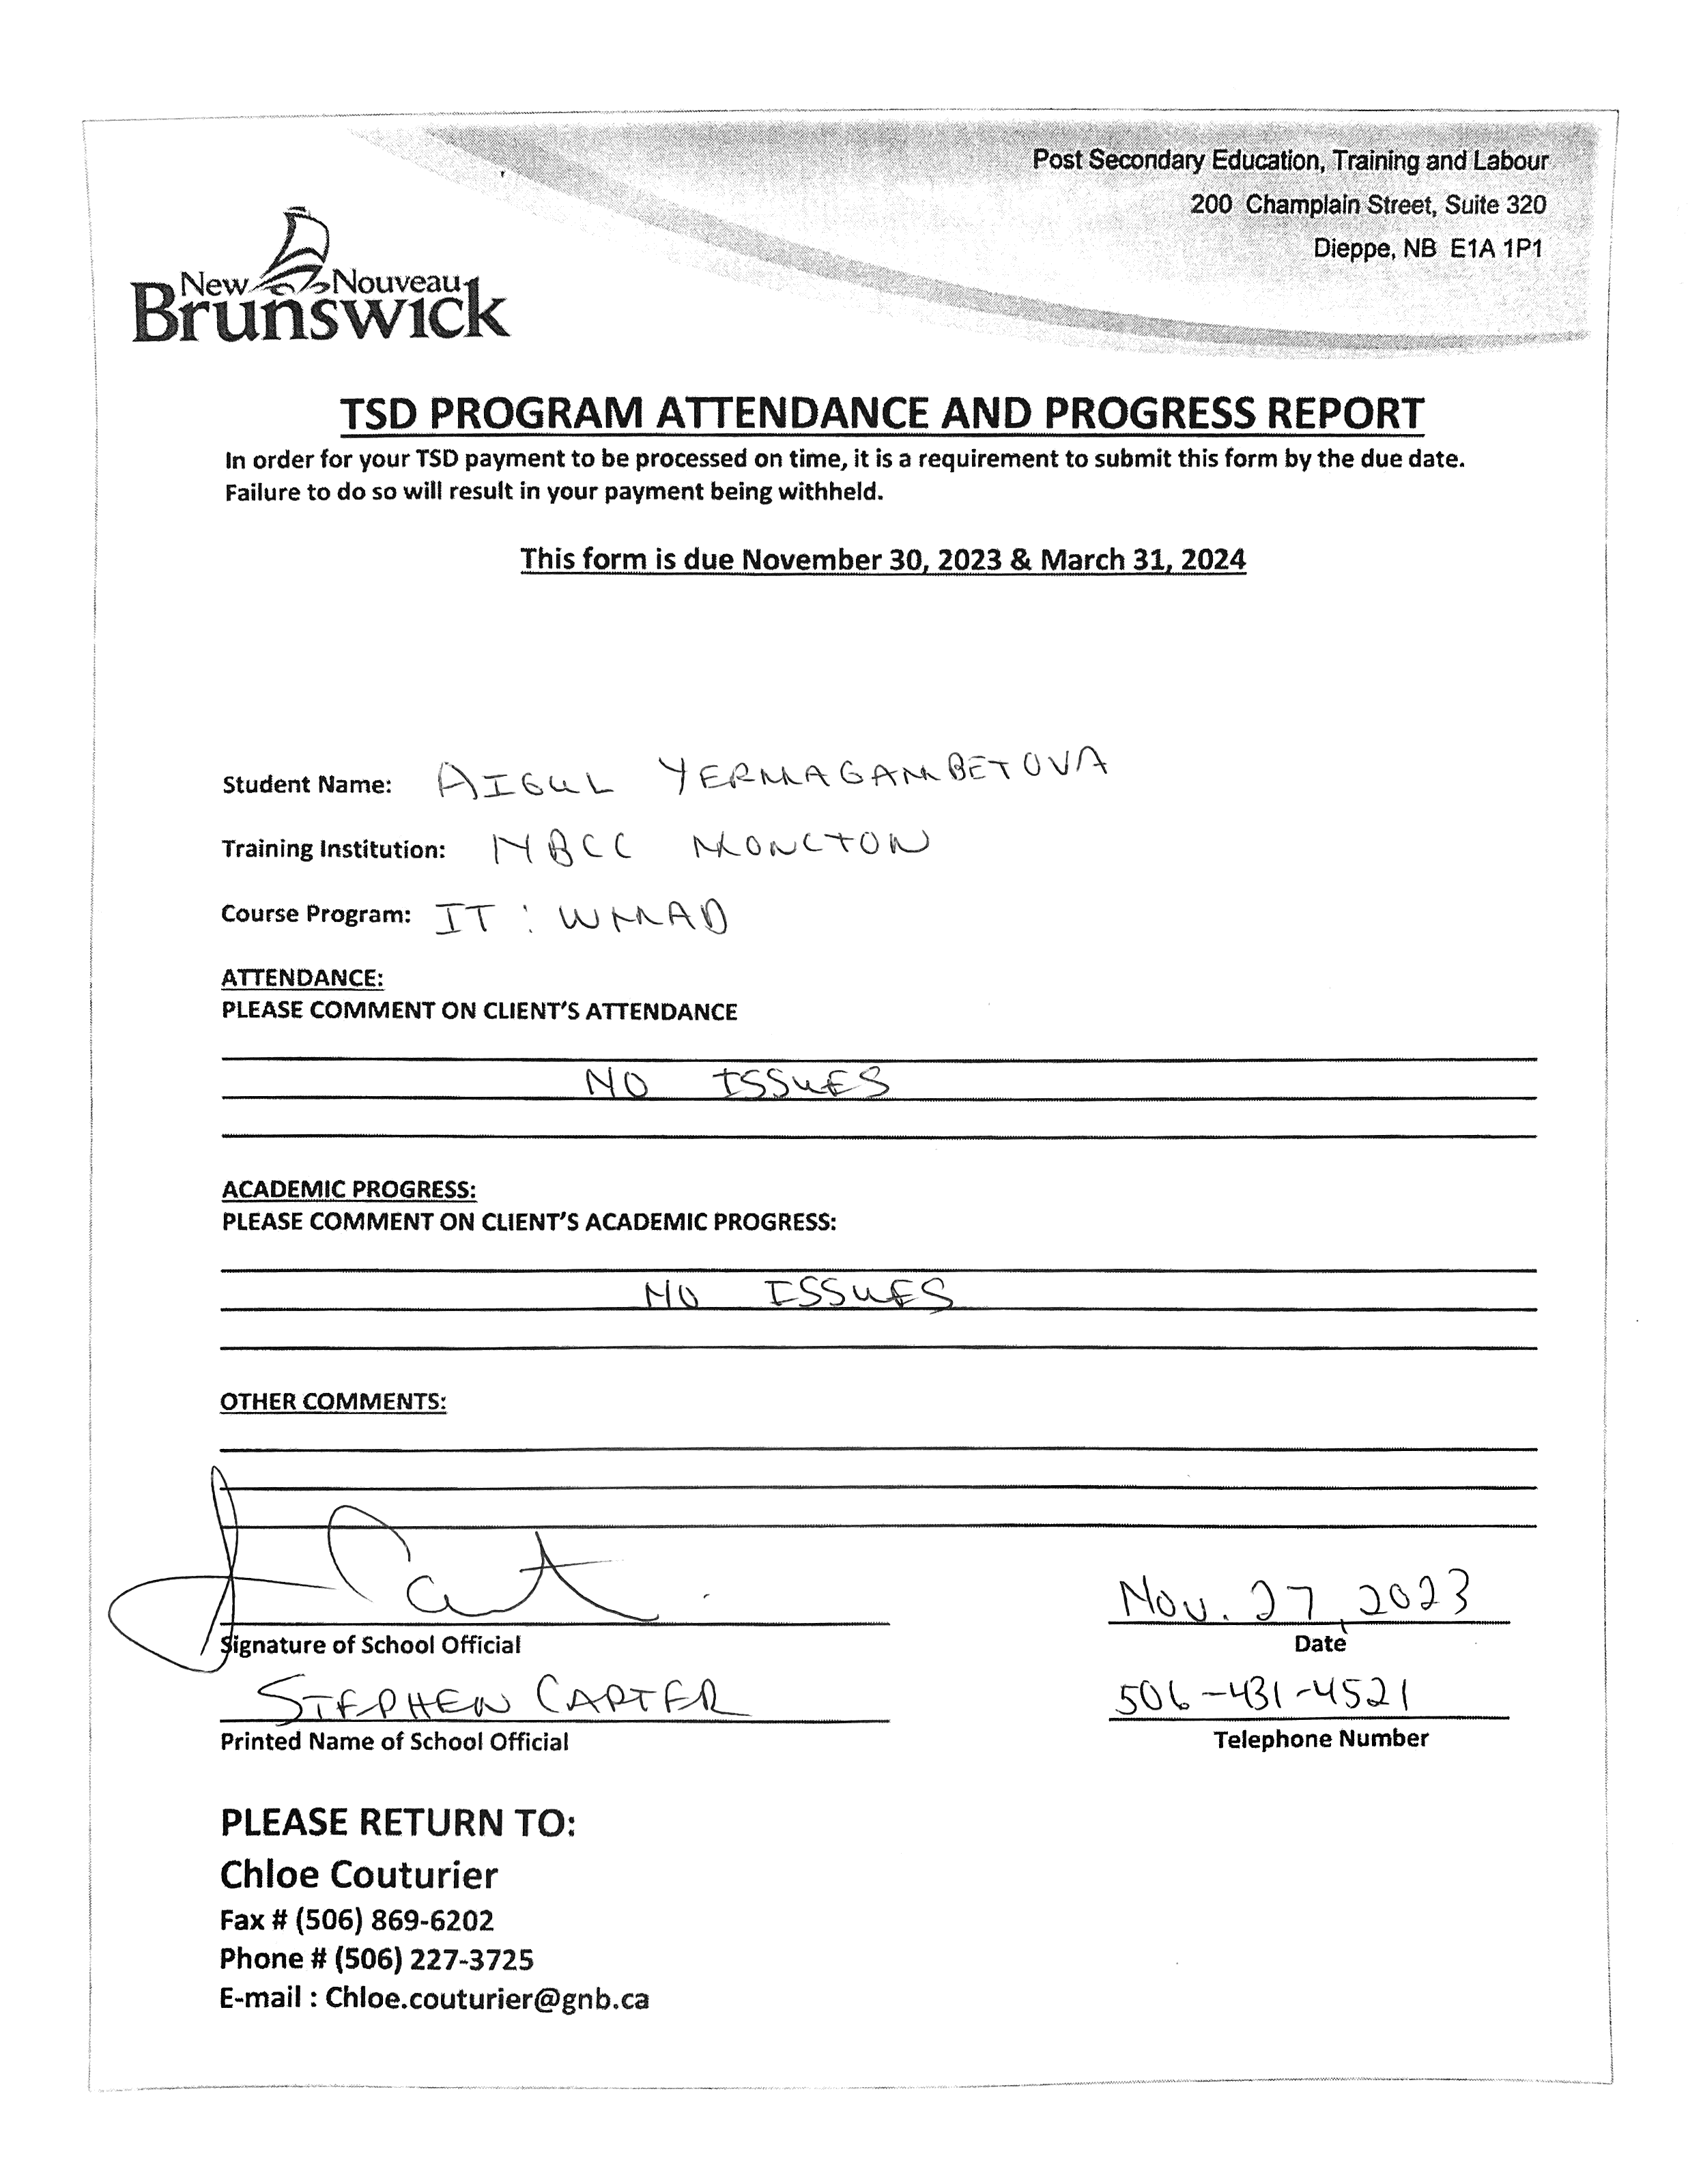 Post Secondary Education, Training and Labour
200 Champlain Street, Suite 320
Dieppe, NB E1A 1P1
New Nouveau
Brunswick
TSD PROGRAM ATTENDANCE AND PROGRESS REPORT
In order for your TSD payment to be processed on time, it is a requirement to submit this form by the due date.
Failure to do so will result in your payment being withheld.
This form is due November 30, 2023 & March 31, 2024
Student Name: AIGUL YERMAGAMBETOVA
Training Institution: NBCC MONCTON
Course Program: IT : WMAD
ATTENDANCE:
PLEASE COMMENT ON CLIENT'S ATTENDANCE
NO ISSUES
ACADEMIC PROGRESS:
PLEASE COMMENT ON CLIENT'S ACADEMIC PROGRESS:
NO ISSUES
OTHER COMMENTS:
Nov. 27, 2023
Signature of School Official Date
STEPHEN CARTER 506-431-4521
Printed Name of School Official Telephone Number
PLEASE RETURN TO:
Chloe Couturier
Fax # (506) 869-6202
Phone # (506) 227-3725
E-mail : Chloe.couturier@gnb.ca